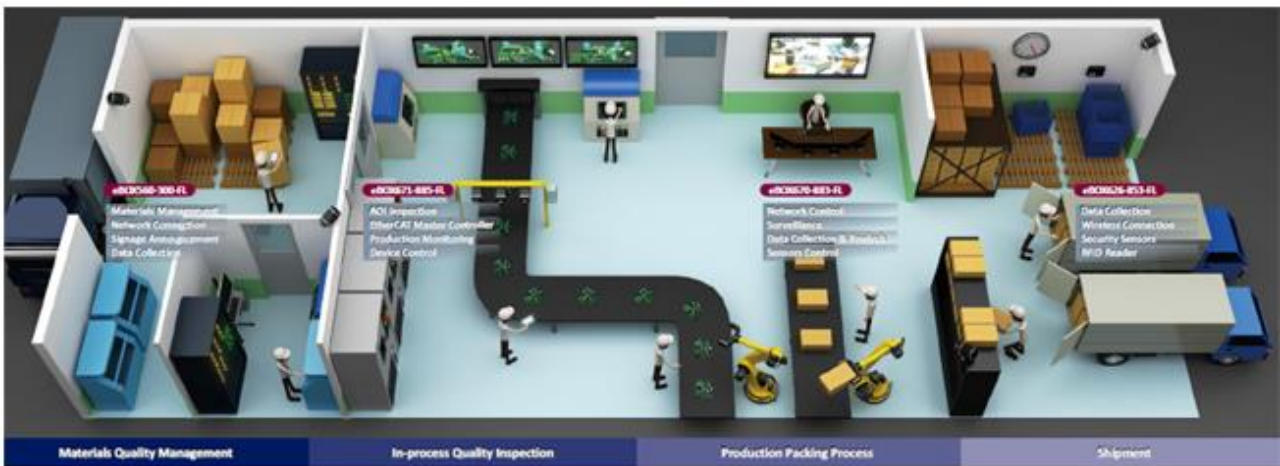 eBOX560-300-FL
Materials Management
Network Connection
Signage Announcement
Data Collection
eBOX671-885-FL
AOI Inspection
EtherCAT Master Controller
Production Monitoring
Device Control
eBOX670-883-FL
Network Control
Surveillance
Data Collection &
Sensors Control
eBOX626-853-FL
Data Collection
Wireless Connection
Security Sensors
RFID Reader
Materials Quality Management
In-process Quality Inspection
Production Packing Process
Shipment